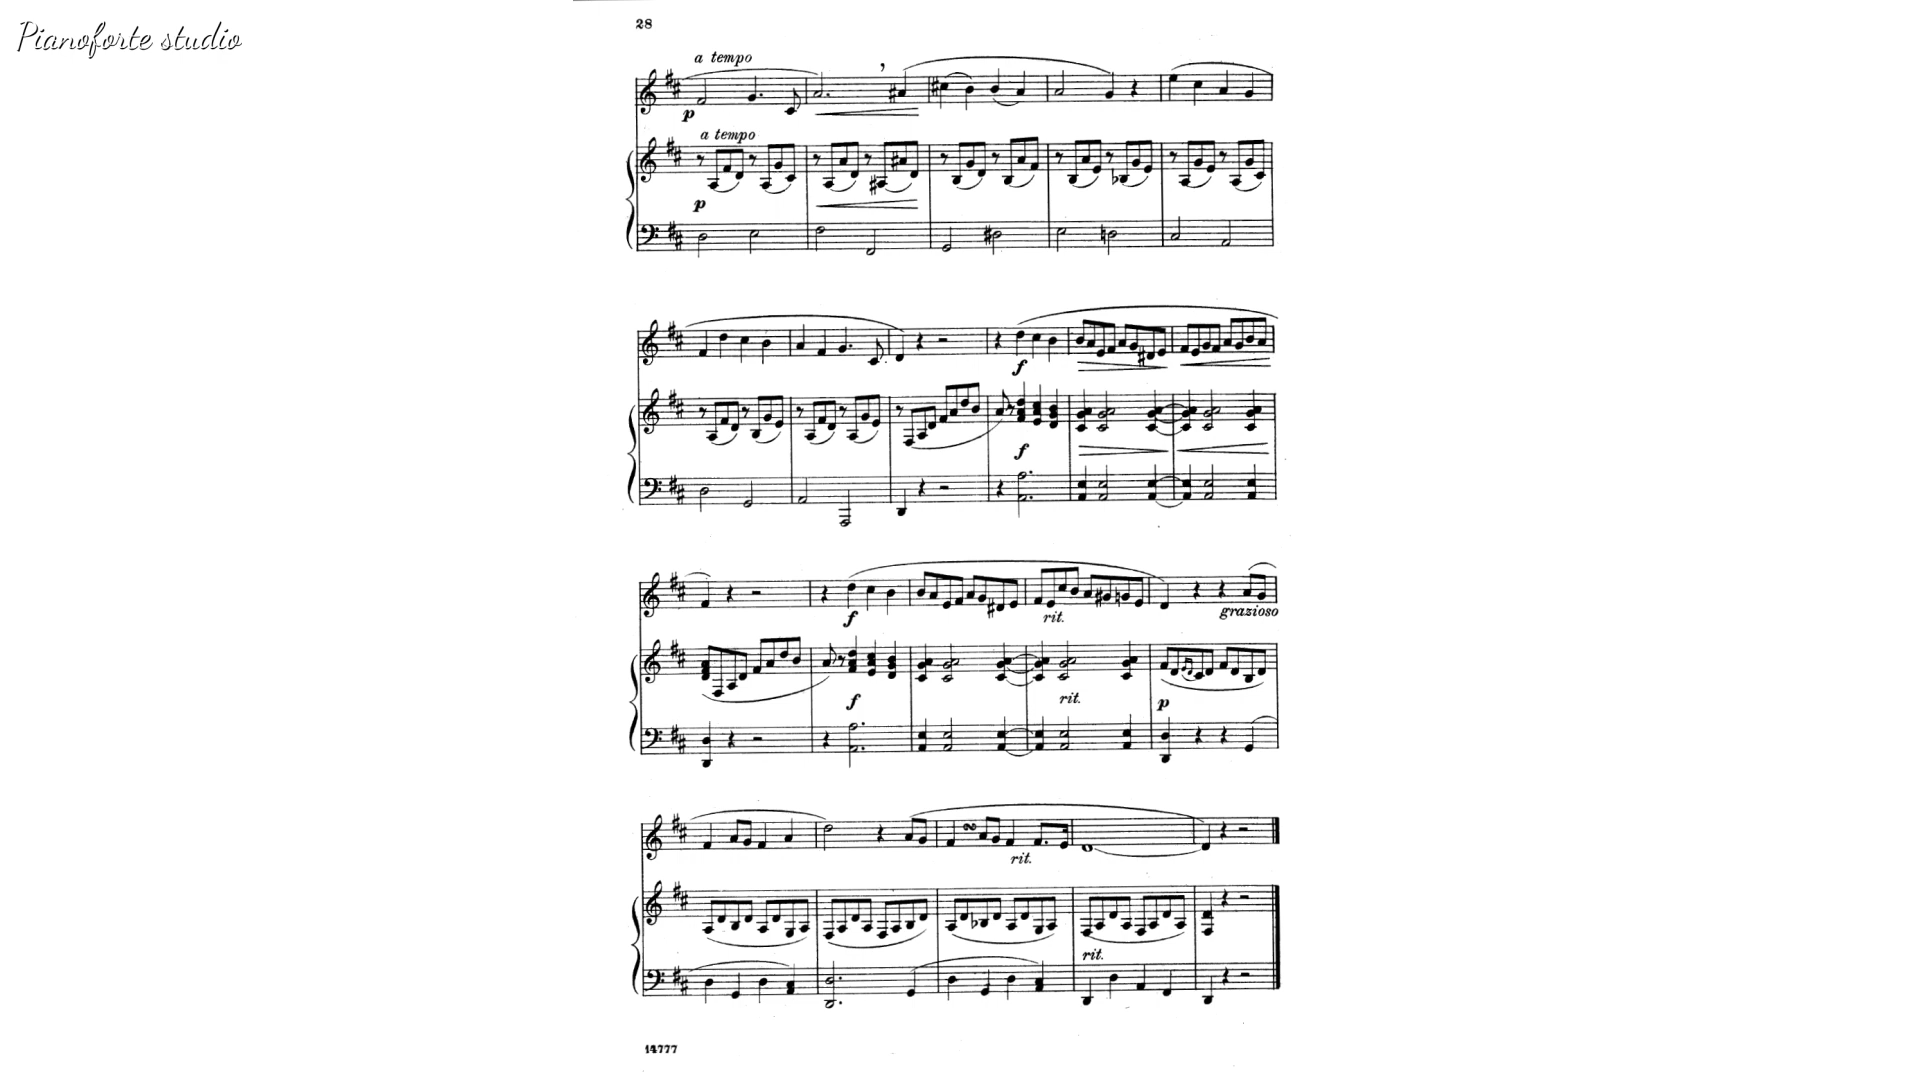 Pianoforte studio
28
a tempo
p
a tempo
p
f
f
f
rit.
grazioso
f
rit.
p
rit.
rit.
14777